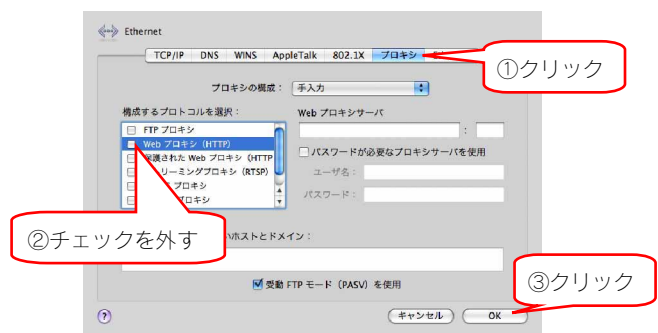 Ethernet
TCP/IP DNS WINS AppleTalk 802.1X プロキシ
①クリック
プロキシの構成： 手入力
構成するプロトコルを選択： Web プロキシサーバ
FTP プロキシ
:
Web プロキシ（HTTP）
パスワードが必要なプロキシサーバを使用
保護された Web プロキシ（HTTP
リーミングプロキシ（RTSP）
ユーザ名：
プロキシ
パスワード：
ロキシ
②チェックを外す
いホストとドメイン：
受動 FTP モード（PASV）を使用
③クリック
?
キャンセル OK